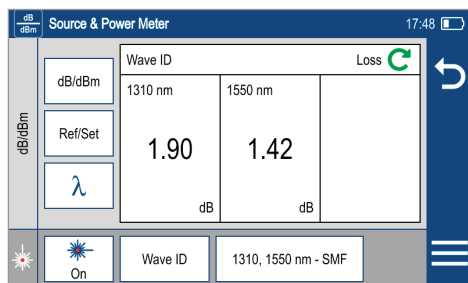 dB
dBm
Source & Power Meter
17:48
dB/dBm
dB/dBm
Ref/Set
λ
Wave ID
Loss
1310 nm
1550 nm
1.90
1.42
dB
dB
On
Wave ID
1310, 1550 nm - SMF